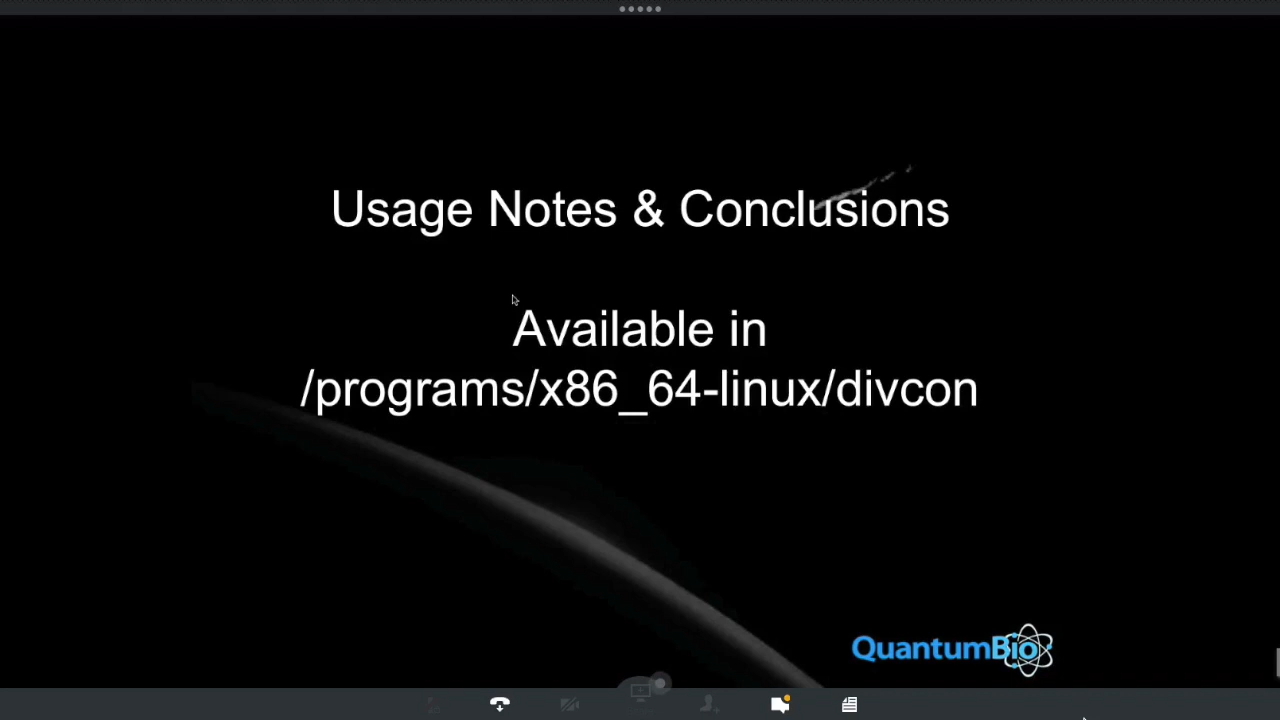 Usage Notes & Conclusions
Available in
/programs/x86_64-linux/divcon
QuantumBio